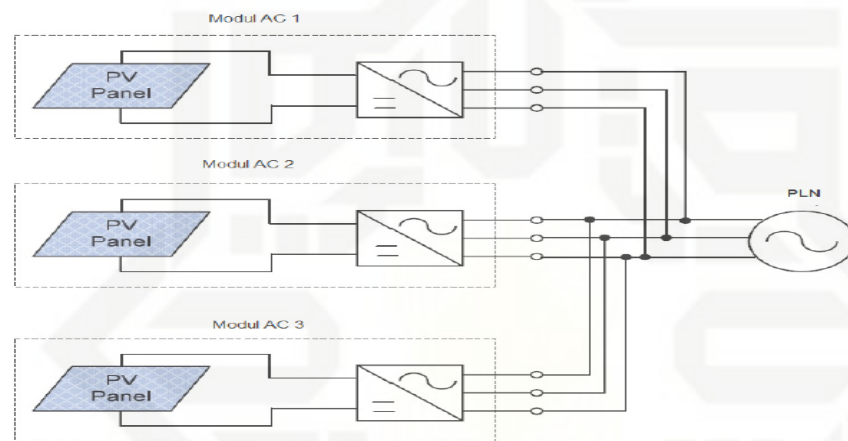 Modul AC 1
PV
Panel
Modul AC 2
PLN
PV
Panel
Modul AC 3
PV
Panel